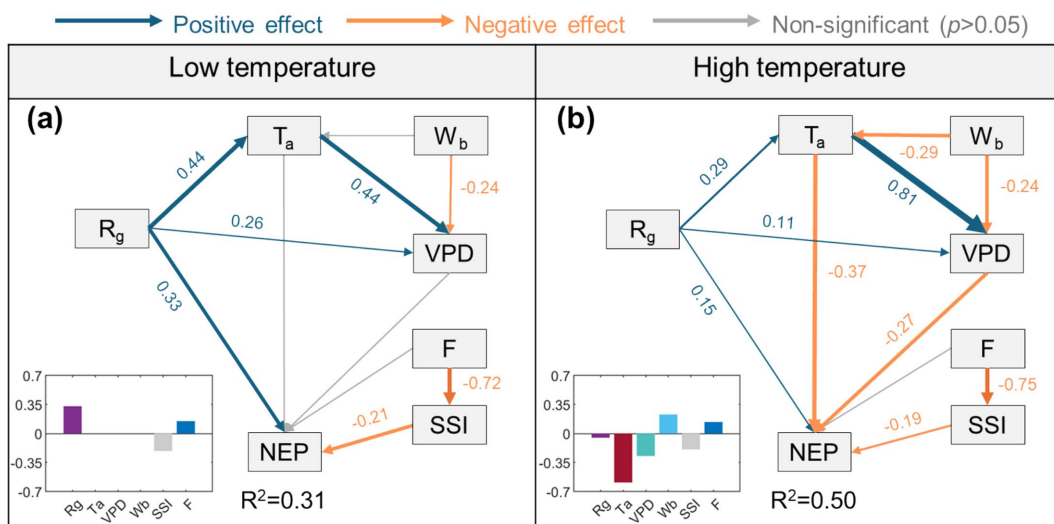 Positive effect Negative effect Non-significant (p>0.05)
Low temperature High temperature
(a)
Ta
Wb
0.44
0.44
-0.24
Rg
0.26
VPD
0.33
F
-0.72
-0.21
SSI
NEP
R²=0.31
0.7
0.35
0
-0.35
-0.7
Rg Ta VPD Wb SSI F
(b)
Ta
Wb
-0.29
0.29
0.81
-0.24
Rg
0.11
VPD
-0.37
0.15
-0.27
F
-0.75
SSI
-0.19
NEP
R²=0.50
0.7
0.35
0
-0.35
-0.7
Rg Ta VPD Wb SSI F